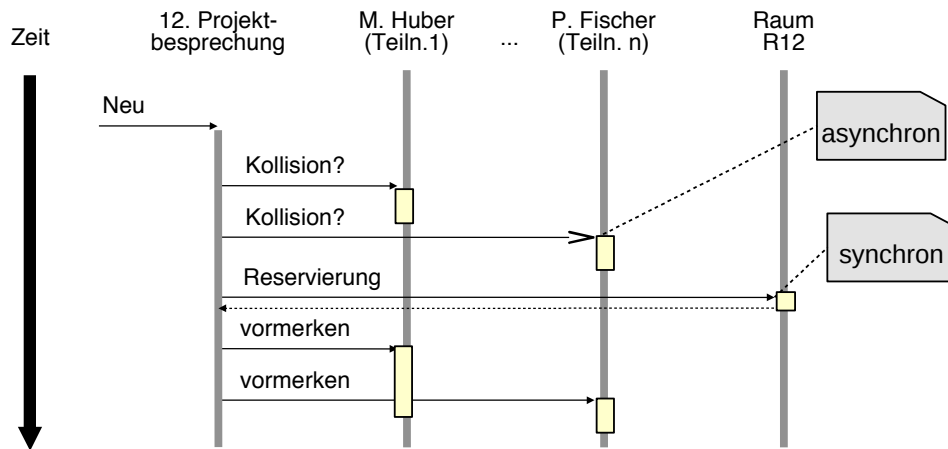 Zeit
12. Projekt-
besprechung
M. Huber
(Teiln.1)
...
P. Fischer
(Teiln. n)
Raum
R12
Neu
asynchron
Kollision?
Kollision?
synchron
Reservierung
vormerken
vormerken